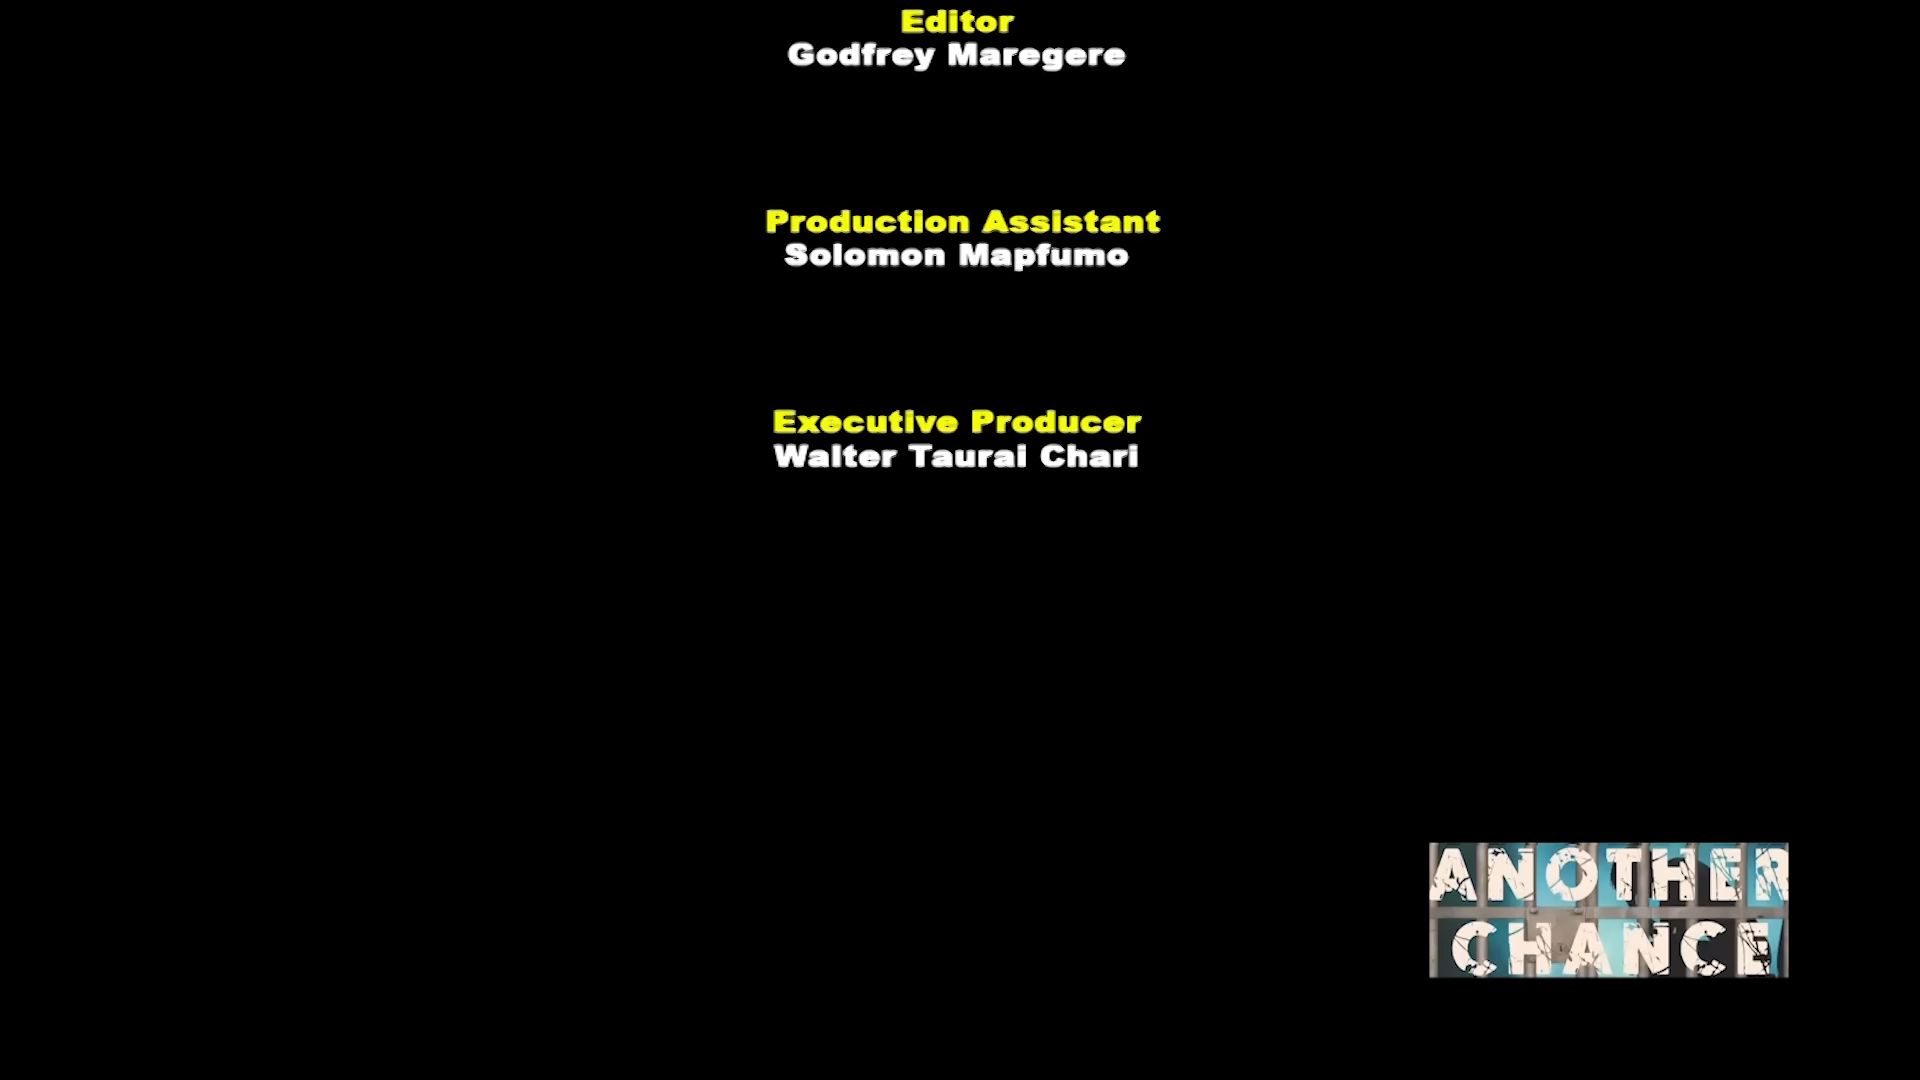 Editor
Godfrey Maregere
Production Assistant
Solomon Mapfumo
Executive Producer
Walter Taurai Chari
ANOTHER
CHANCE